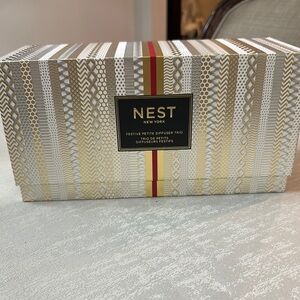 NEST
NEW YORK
FESTIVE PETITE DIFFUSER TRIO
TRIO DE PETITS
DIFFUSEURS FESTIFS